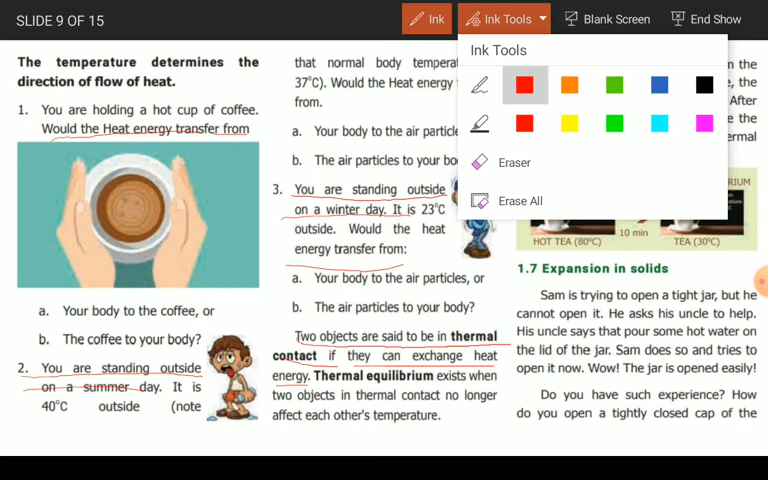 SLIDE 9 OF 15
Ink
Ink Tools
Blank Screen
End Show
Ink Tools
Eraser
Erase All
The temperature determines the
direction of flow of heat.
1. You are holding a hot cup of coffee.
Would the Heat energy transfer from
a. Your body to the coffee, or
b. The coffee to your body?
2. You are standing outside
on a summer day. It is
40°C outside (note
that normal body temperat
37°C). Would the Heat energy
from.
a. Your body to the air particle
b. The air particles to your bo
3. You are standing outside
on a winter day. It is 23°C
outside. Would the heat
energy transfer from:
a. Your body to the air particles, or
b. The air particles to your body?
Two objects are said to be in thermal
contact if they can exchange heat
energy. Thermal equilibrium exists when
two objects in thermal contact no longer
affect each other's temperature.
the
, the
After
the
ermal
RIUM
HOT TEA (80°C)
10 min
TEA (30°C)
1.7 Expansion in solids
Sam is trying to open a tight jar, but he
cannot open it. He asks his uncle to help.
His uncle says that pour some hot water on
the lid of the jar. Sam does so and tries to
open it now. Wow! The jar is opened easily!
Do you have such experience? How
do you open a tightly closed cap of the